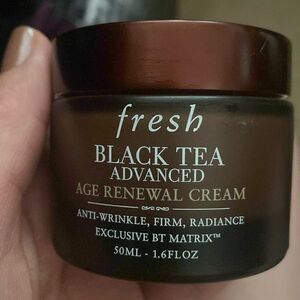 fresh
BLACK TEA
ADVANCED
AGE RENEWAL CREAM
ANTI-WRINKLE, FIRM, RADIANCE
EXCLUSIVE BT MATRIX™
50ML - 1.6FLOZ